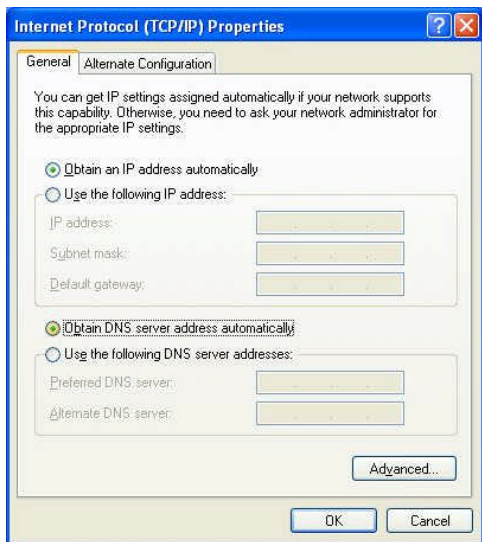 Internet Protocol (TCP/IP) Properties
General Alternate Configuration
You can get IP settings assigned automatically if your network supports
this capability. Otherwise, you need to ask your network administrator for
the appropriate IP settings.
Obtain an IP address automatically
Use the following IP address:
IP address:
Subnet mask:
Default gateway:
Obtain DNS server address automatically
Use the following DNS server addresses:
Preferred DNS server:
Alternate DNS server:
Advanced...
OK Cancel